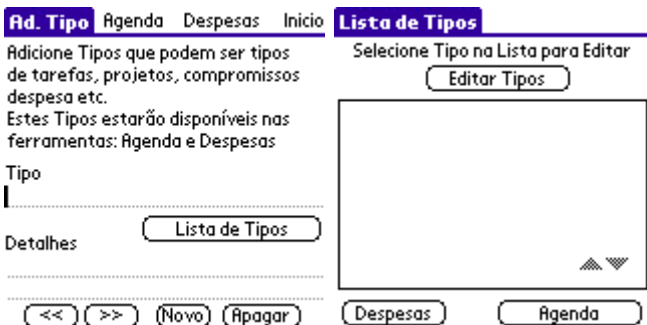 Ad. Tipo Agenda Despesas Inicio
Adicione Tipos que podem ser tipos
de tarefas, projetos, compromissos
despesa etc.
Estes Tipos estarão disponíveis nas
ferramentas: Agenda e Despesas
Tipo
Lista de Tipos
Detalhes
<< >> Novo Apagar
Lista de Tipos
Selecione Tipo na Lista para Editar
Editar Tipos
Despesas Agenda